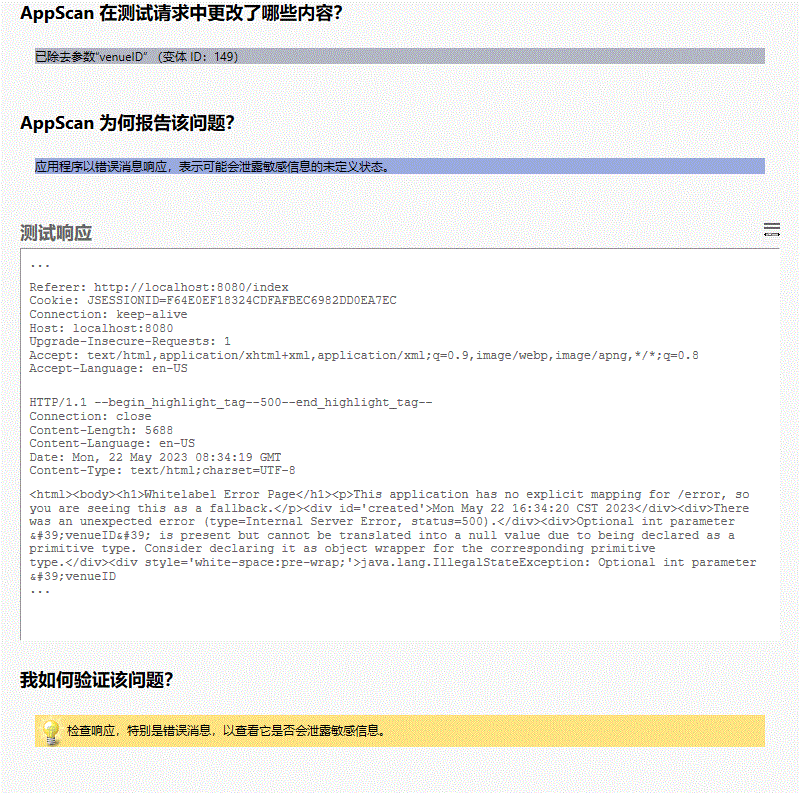 AppScan 在测试请求中更改了哪些内容?
已除去参数“venueID” （变体 ID：149）
AppScan 为何报告该问题?
应用程序以错误消息响应，表示可能会泄露敏感信息的未定义状态。
测试响应
...
Referer: http://localhost:8080/index
Cookie: JSESSIONID=F64E0EF18324CDFAFBEC6982DD0EA7EC
Connection: keep-alive
Host: localhost:8080
Upgrade-Insecure-Requests: 1
Accept: text/html,application/xhtml+xml,application/xml;q=0.9,image/webp,image/apng,*/*;q=0.8
Accept-Language: en-US
HTTP/1.1 --begin_highlight_tag--500--end_highlight_tag--
Connection: close
Content-Length: 5688
Content-Language: en-US
Date: Mon, 22 May 2023 08:34:19 GMT
Content-Type: text/html;charset=UTF-8
<html><body><h1>Whitelabel Error Page</h1><p>This application has no explicit mapping for /error, so
you are seeing this as a fallback.</p><div id='created'>Mon May 22 16:34:20 CST 2023</div><div>There
was an unexpected error (type=Internal Server Error, status=500).</div><div>Optional int parameter
&#39;venueID&#39; is present but cannot be translated into a null value due to being declared as a
primitive type. Consider declaring it as object wrapper for the corresponding primitive
type.</div><div style='white-space:pre-wrap;'>java.lang.IllegalStateException: Optional int parameter
&#39;venueID
...
我如何验证该问题?
检查响应，特别是错误消息，以查看它是否会泄露敏感信息。